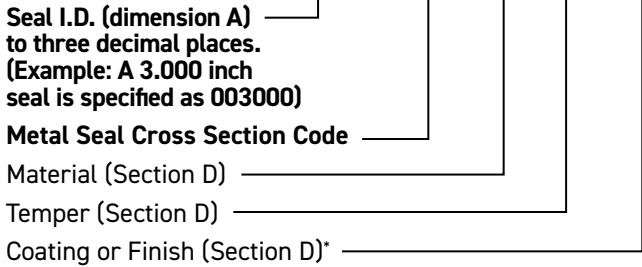 Seal I.D. (dimension A)
to three decimal places.
(Example: A 3.000 inch
seal is specified as 003000)
Metal Seal Cross Section Code
Material (Section D)
Temper (Section D)
Coating or Finish (Section D)*